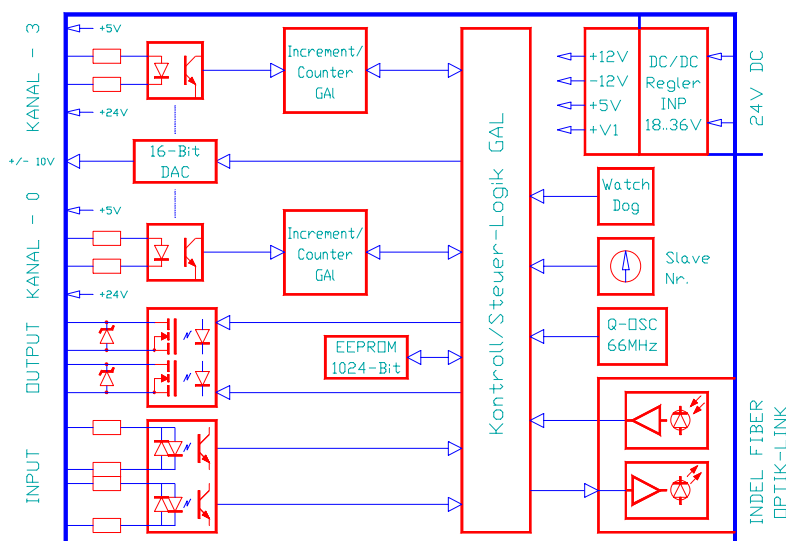 KANAL - 3
+5V
+24V
Increment/
Counter
GAl
+/- 10V
16-Bit
DAC
KANAL - 0
+5V
+24V
Increment/
Counter
GAl
OUTPUT
INPUT
EEPROM
1024-Bit
Kontroll/Steuer-Logik GAL
+12V
-12V
+5V
+V1
DC/DC
Regler
INP
18..36V
24V DC
Watch
Dog
Slave
Nr.
Q-OSC
66MHz
INDEL FIBER
OPTIK-LINK